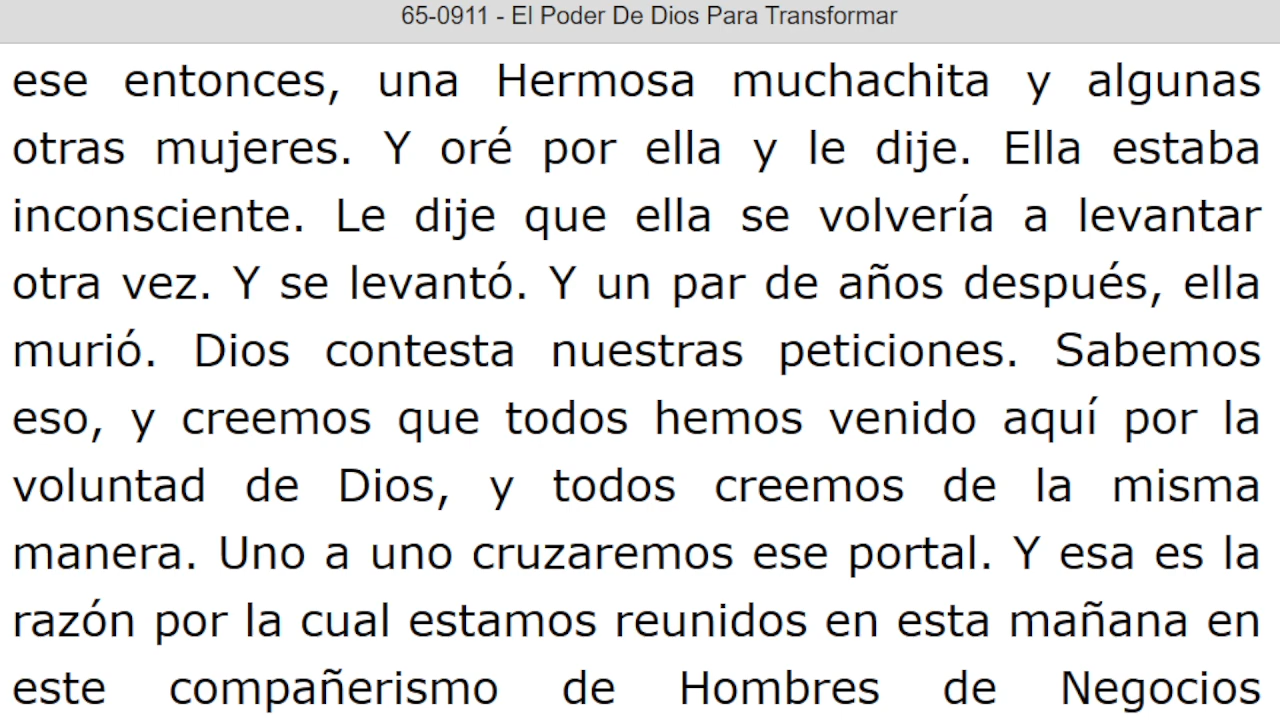 65-0911 - El Poder De Dios Para Transformar
ese entonces, una Hermosa muchachita y algunas
otras mujeres. Y oré por ella y le dije. Ella estaba
inconsciente. Le dije que ella se volvería a levantar
otra vez. Y se levantó. Y un par de años después, ella
murió. Dios contesta nuestras peticiones. Sabemos
eso, y creemos que todos hemos venido aquí por la
voluntad de Dios, y todos creemos de la misma
manera. Uno a uno cruzaremos ese portal. Y esa es la
razón por la cual estamos reunidos en esta mañana en
este compañerismo de Hombres de Negocios